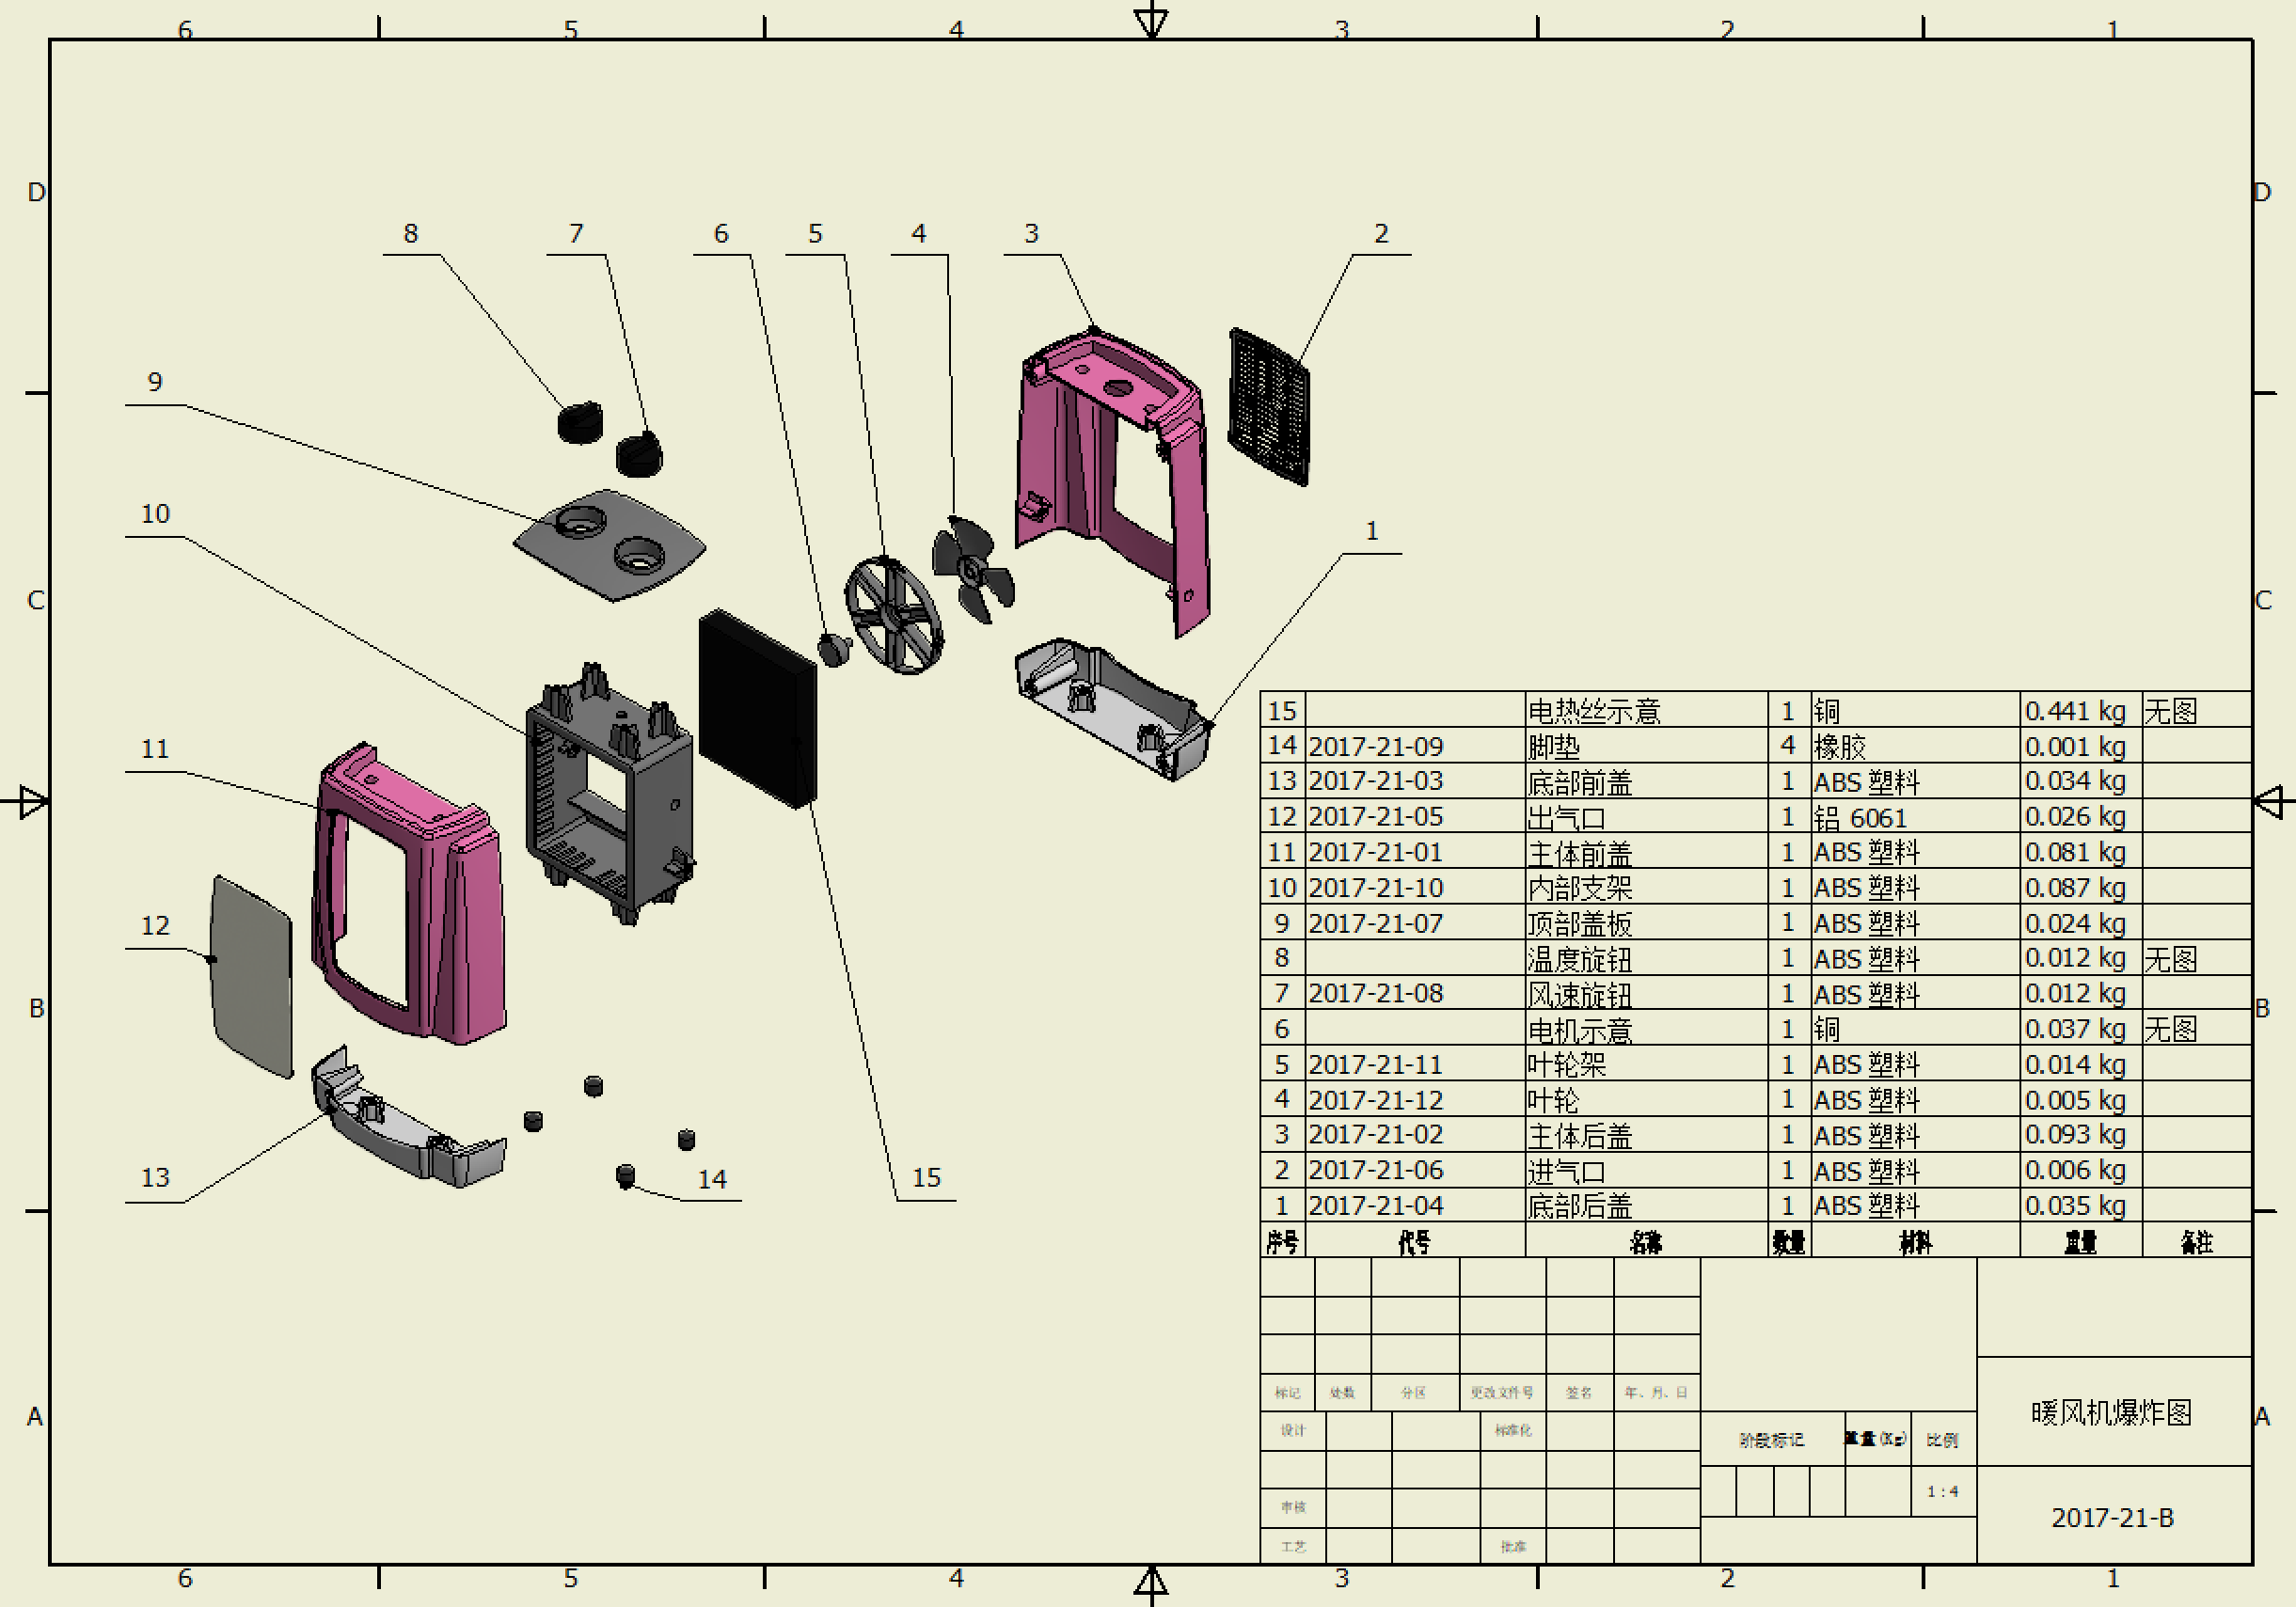 6 5 4 3 2 1
D D
8 7 6 5 4 3 2
9
10
1
C C
11
12
B B
13 14 15
15 电热丝示意 1 铜 0.441 kg 无图
14 2017-21-09 脚垫 4 橡胶 0.001 kg
13 2017-21-03 底部前盖 1 ABS 塑料 0.034 kg
12 2017-21-05 出气口 1 铝 6061 0.026 kg
11 2017-21-01 主体前盖 1 ABS 塑料 0.081 kg
10 2017-21-10 内部支架 1 ABS 塑料 0.087 kg
9 2017-21-07 顶部盖板 1 ABS 塑料 0.024 kg
8 温度旋钮 1 ABS 塑料 0.012 kg 无图
7 2017-21-08 风速旋钮 1 ABS 塑料 0.012 kg
6 电机示意 1 铜 0.037 kg 无图
5 2017-21-11 叶轮架 1 ABS 塑料 0.014 kg
4 2017-21-12 叶轮 1 ABS 塑料 0.005 kg
3 2017-21-02 主体后盖 1 ABS 塑料 0.093 kg
2 2017-21-06 进气口 1 ABS 塑料 0.006 kg
1 2017-21-04 底部后盖 1 ABS 塑料 0.035 kg
序号 代号 名称 数量 材料 重量 备注
标记 处数 分区 更改文件号 签名 年、月、日
设计 标准化
阶段标记 重量(Kg) 比例
暖风机爆炸图
A A
1:4
审核
2017-21-B
工艺 批准
6 5 4 3 2 1